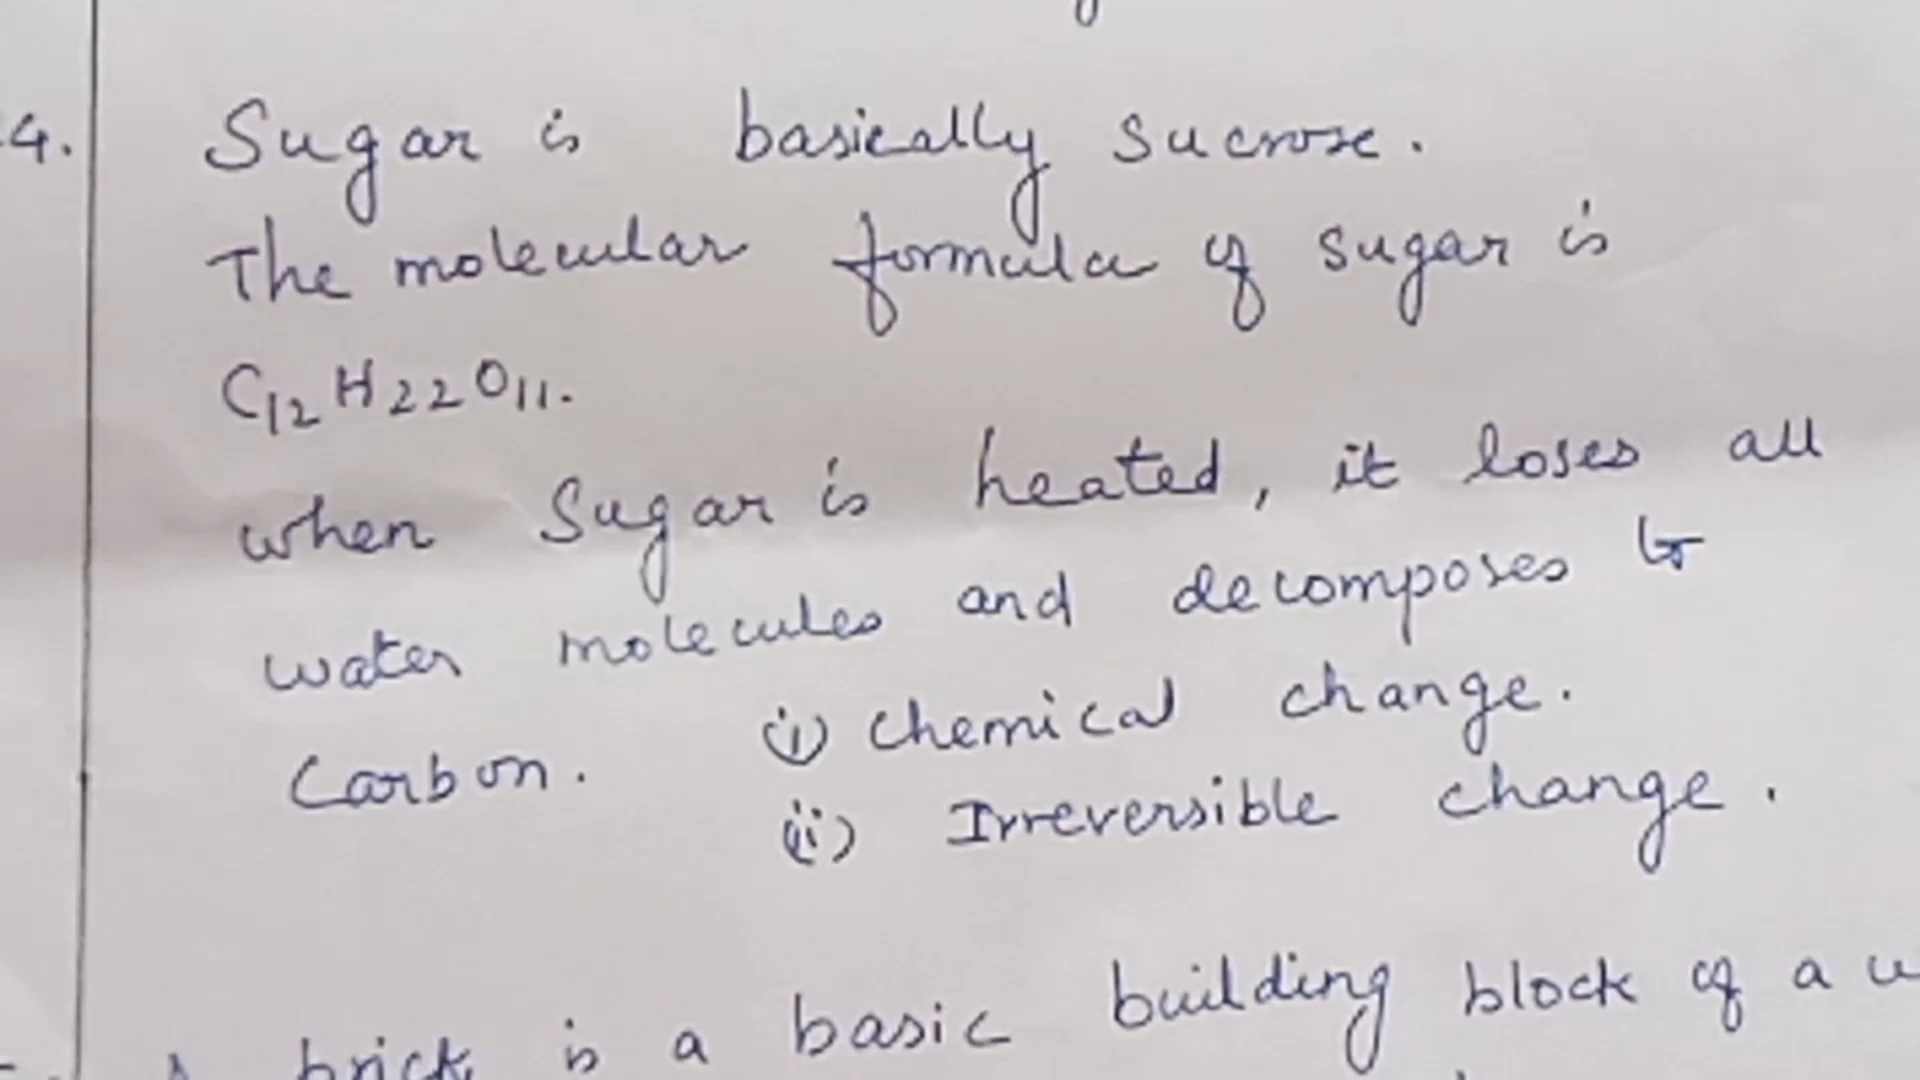 4. Sugar is basically sucrose.
The molecular formula of sugar is
C₁₂H₂₂O₁₁.
when Sugar is heated, it loses all
water molecules and decomposes to
Carbon. (i) chemical change.
(ii) Irreversible change.
brick is a basic building block of a